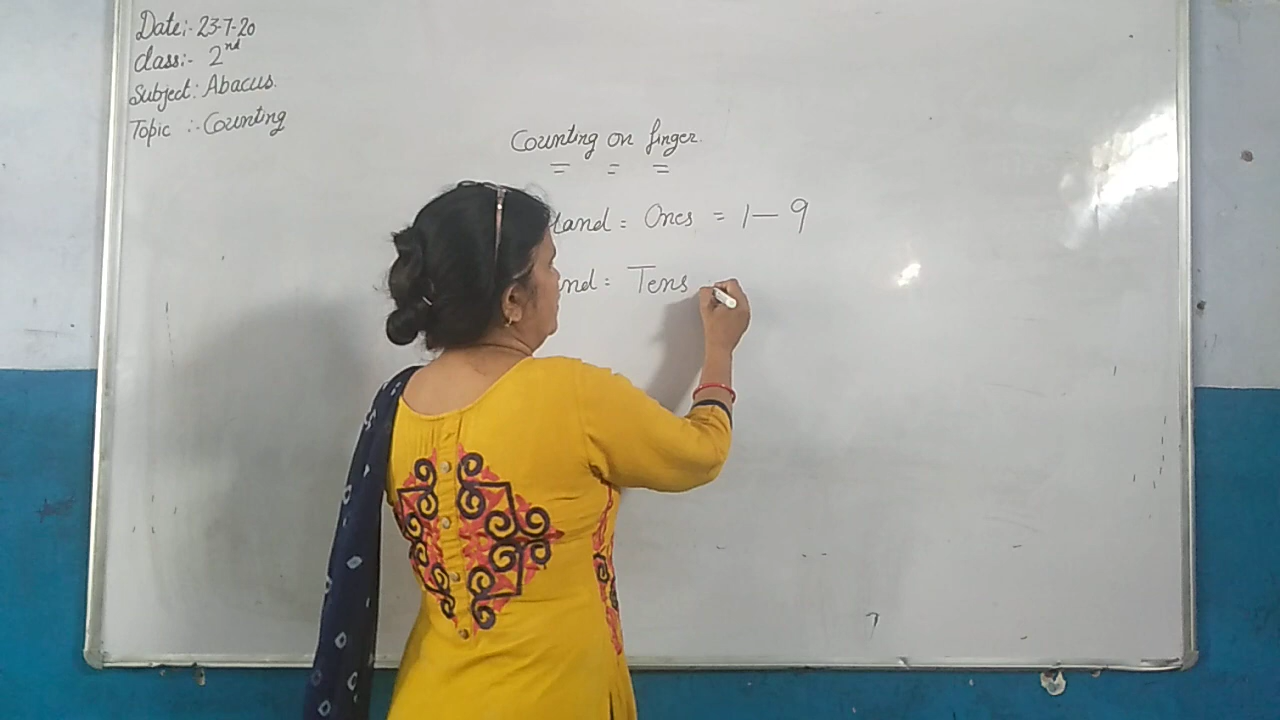 Date:- 23-7-20
Class:- 2nd
Subject: Abacus.
Topic :- Counting
Counting on finger.
Hand = Ones = 1 — 9
= Tens